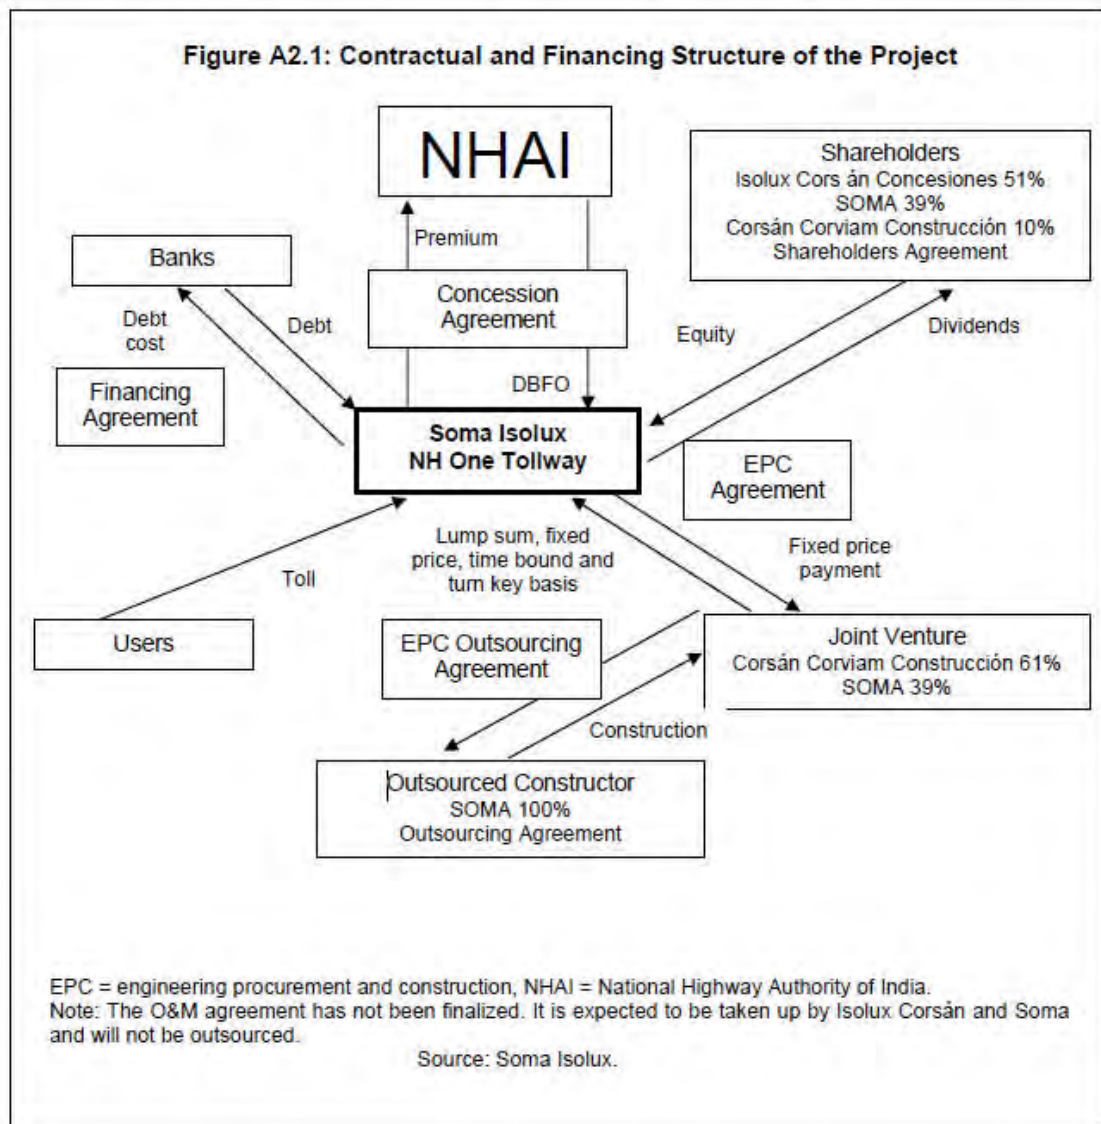 Figure A2.1: Contractual and Financing Structure of the Project
NHAI
Shareholders
Isolux Cors án Concesiones 51%
SOMA 39%
Corsán Corviam Construcción 10%
Shareholders Agreement
Premium
Banks
Concession
Agreement
Debt
cost
Debt
Equity
Dividends
Financing
Agreement
DBFO
Soma Isolux
NH One Tollway
EPC
Agreement
Lump sum, fixed
price, time bound and
turn key basis
Fixed price
payment
Toll
Users
EPC Outsourcing
Agreement
Joint Venture
Corsán Corviam Construcción 61%
SOMA 39%
Construction
Outsourced Constructor
SOMA 100%
Outsourcing Agreement
EPC = engineering procurement and construction, NHAI = National Highway Authority of India.
Note: The O&M agreement has not been finalized. It is expected to be taken up by Isolux Corsán and Soma
and will not be outsourced.
Source: Soma Isolux.